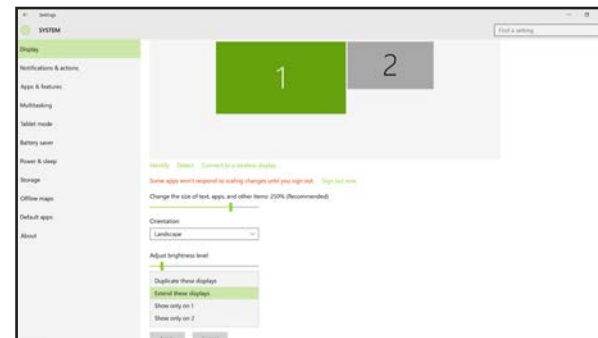 Settings
SYSTEM
Find a setting
Display
Notifications & actions
Apps & features
Multitasking
Tablet mode
Battery saver
Power & sleep
Storage
Offline maps
Default apps
About
1
2
Identify Detect Connect to a wireless display
Some apps won't respond to scaling changes until you sign out. Sign out now
Change the size of text, apps, and other items: 250% (Recommended)
Orientation
Landscape
Adjust brightness level
Duplicate these displays
Extend these displays
Show only on 1
Show only on 2